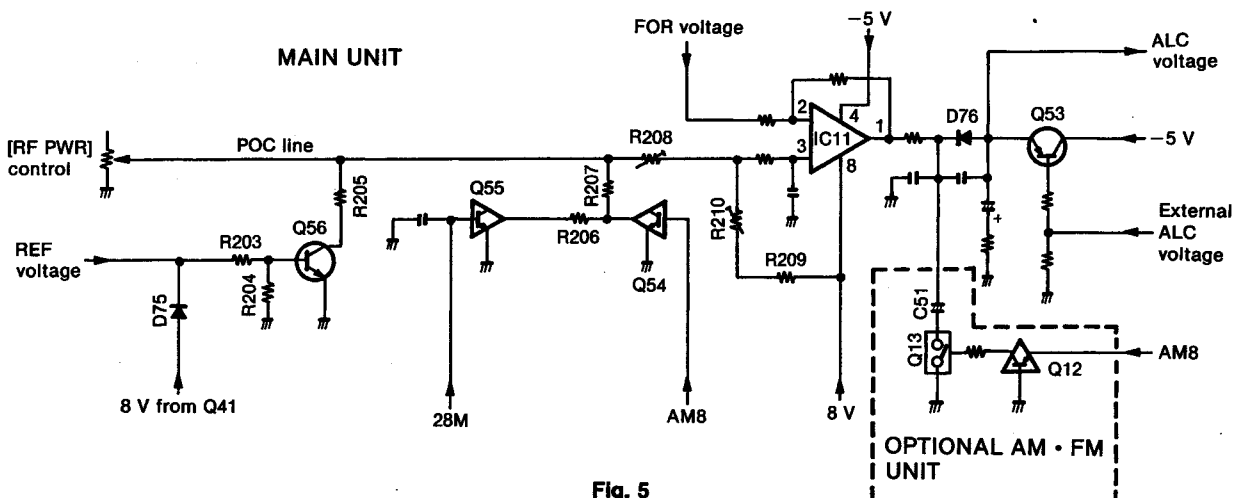 MAIN UNIT
FOR voltage
−5 V
ALC
voltage
D76
Q53
2
4
1
IC11
3
8
−5 V
[RF PWR]
control
POC line
R208
R205
R207
Q55
R210
REF
voltage
R203
Q56
R206
R204
Q54
R209
External
ALC voltage
+
D75
C51
Q13
Q12
AM8
8 V from Q41
28M
AM8
8 V
OPTIONAL AM • FM
UNIT
Fig. 5